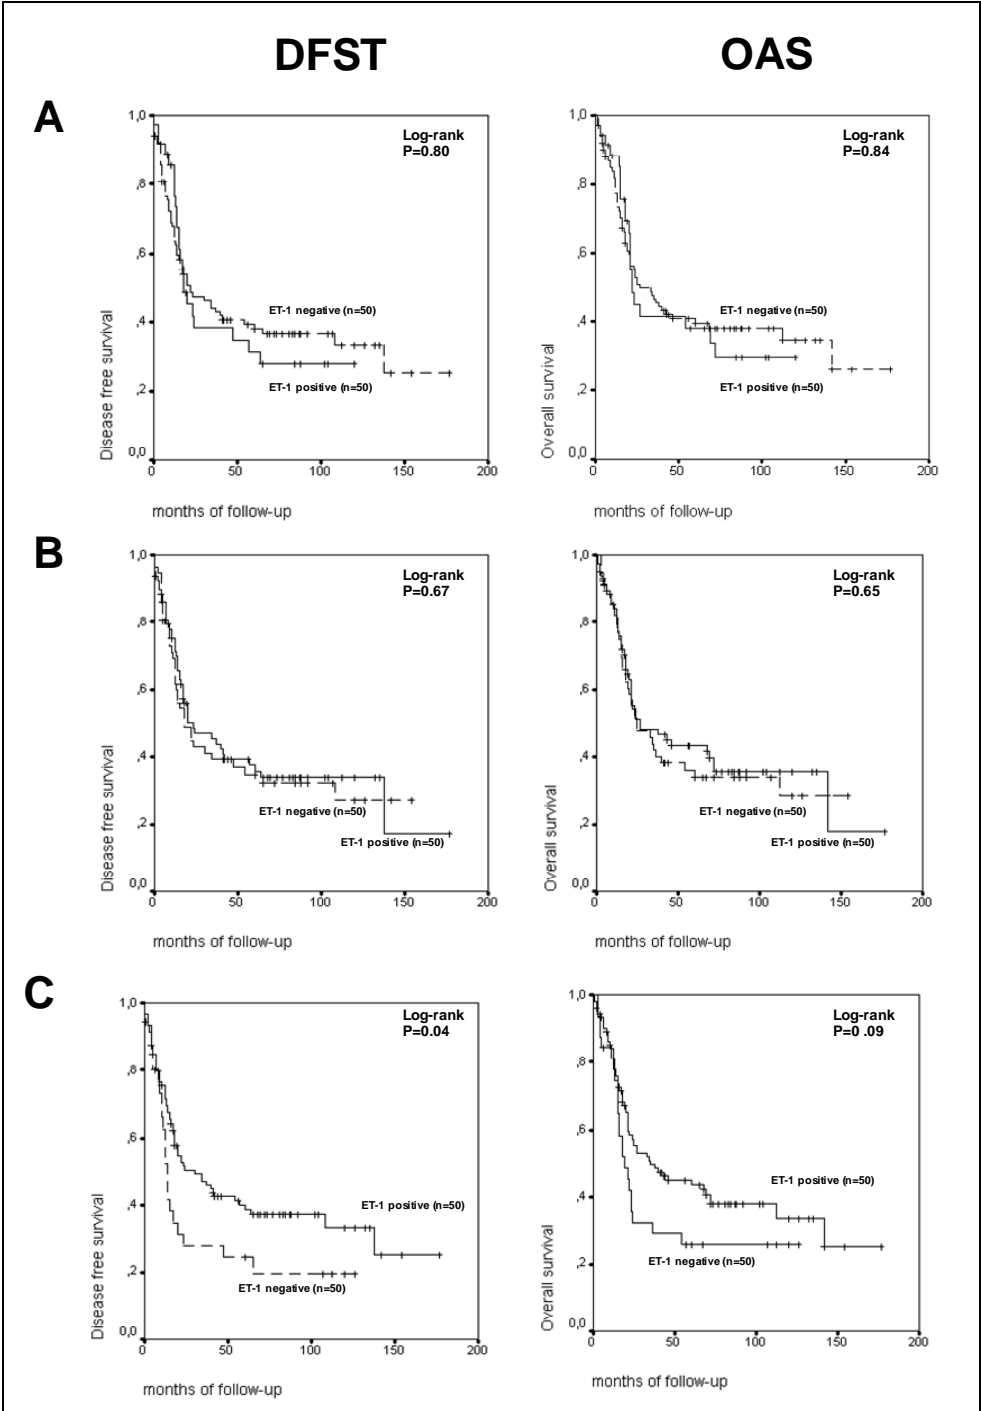 DFST
OAS
A
1,0
,8
,6
,4
,2
0,0
Disease free survival
Log-rank
P=0.80
ET-1 negative (n=50)
ET-1 positive (n=50)
0 50 100 150 200
months of follow-up
1,0
,8
,6
,4
,2
0,0
Overall survival
Log-rank
P=0.84
ET-1 negative (n=50)
ET-1 positive (n=50)
0 50 100 150 200
months of follow-up
B
1,0
,8
,6
,4
,2
0,0
Disease free survival
Log-rank
P=0.67
ET-1 negative (n=50)
ET-1 positive (n=50)
0 50 100 150 200
months of follow-up
1,0
,8
,6
,4
,2
0,0
Overall survival
Log-rank
P=0.65
ET-1 negative (n=50)
ET-1 positive (n=50)
0 50 100 150 200
months of follow-up
C
1,0
,8
,6
,4
,2
0,0
Disease free survival
Log-rank
P=0.04
ET-1 positive (n=50)
ET-1 negative (n=50)
0 50 100 150 200
months of follow-up
1,0
,8
,6
,4
,2
0,0
Overall survival
Log-rank
P=0 .09
ET-1 positive (n=50)
ET-1 negative (n=50)
0 50 100 150 200
months of follow-up